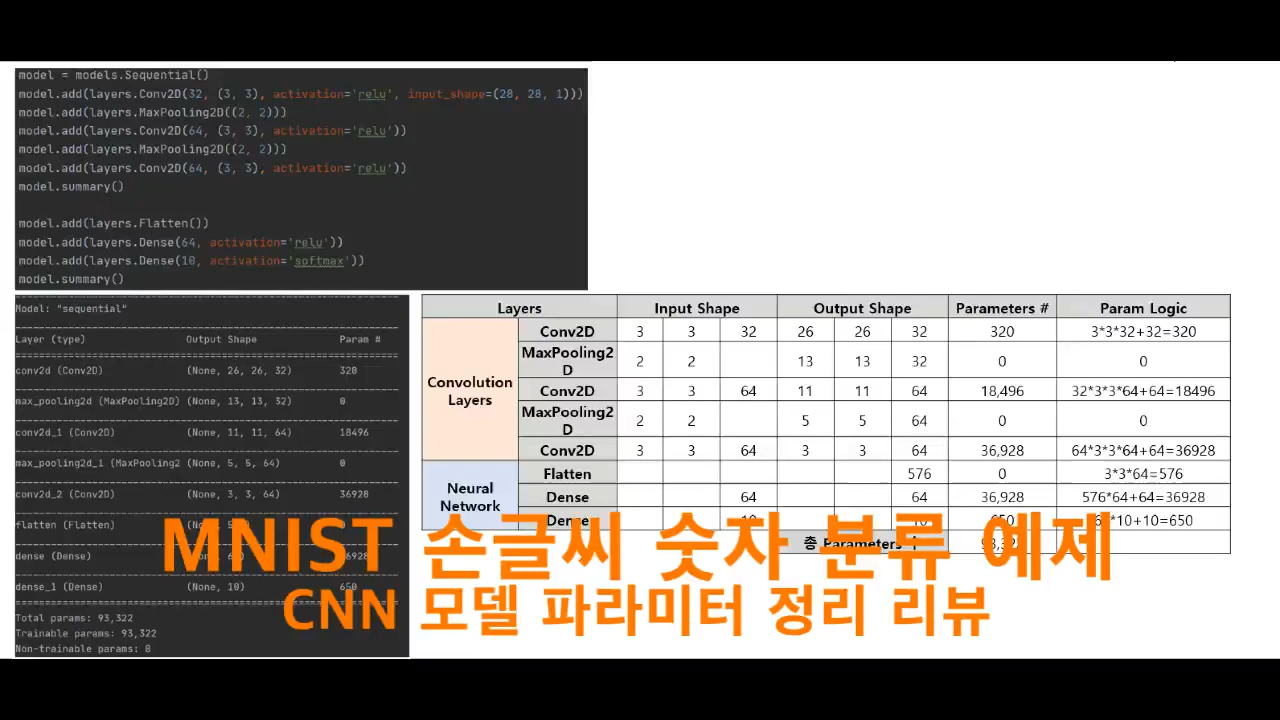 model = models.Sequential()
model.add(layers.Conv2D(32, (3, 3), activation='relu', input_shape=(28, 28, 1)))
model.add(layers.MaxPooling2D((2, 2)))
model.add(layers.Conv2D(64, (3, 3), activation='relu'))
model.add(layers.MaxPooling2D((2, 2)))
model.add(layers.Conv2D(64, (3, 3), activation='relu'))
model.summary()
model.add(layers.Flatten())
model.add(layers.Dense(64, activation='relu'))
model.add(layers.Dense(10, activation='softmax'))
model.summary()
Model: "sequential"
Layer (type) Output Shape Param #
conv2d (Conv2D) (None, 26, 26, 32) 320
max_pooling2d (MaxPooling2D) (None, 13, 13, 32) 0
conv2d_1 (Conv2D) (None, 11, 11, 64) 18496
max_pooling2d_1 (MaxPooling2 (None, 5, 5, 64) 0
conv2d_2 (Conv2D) (None, 3, 3, 64) 36928
flatten (Flatten)
dense (Dense)
dense_1 (Dense) (None, 10) 650
Total params: 93,322
Trainable params: 93,322
Non-trainable params: 0
Layers Input Shape Output Shape Parameters # Param Logic
Convolution Layers
Conv2D 3 3 32 26 26 32 320 3*3*32+32=320
MaxPooling2D 2 2 13 13 32 0 0
Conv2D 3 3 64 11 11 64 18,496 32*3*3*64+64=18496
MaxPooling2D 2 2 5 5 64 0 0
Conv2D 3 3 64 3 3 64 36,928 64*3*3*64+64=36928
Neural Network
Flatten 576 0 3*3*64=576
Dense 64 64 36,928 576*64+64=36928
Dense 10 10 650
총 Parameters
MNIST 손글씨 숫자 분류 예제
CNN 모델 파라미터 정리 리뷰